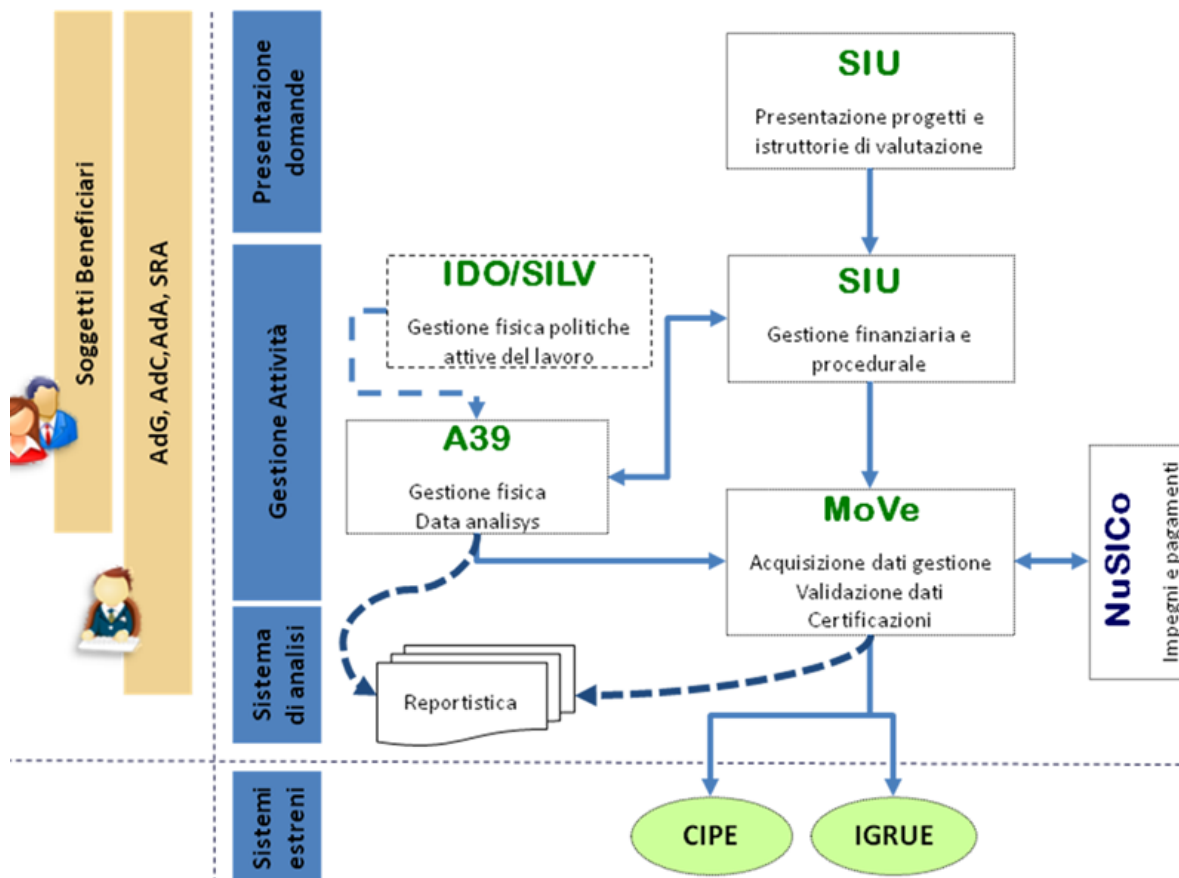 Soggetti Beneficiari
AdG, AdC,AdA, SRA
Presentazione
domande
SIU
Presentazione progetti e
istruttorie di valutazione
Gestione Attività
IDO/SILV
Gestione fisica politiche
attive del lavoro
SIU
Gestione finanziaria e
procedurale
A39
Gestione fisica
Data analisys
MoVe
Acquisizione dati gestione
Validazione dati
Certificazioni
NuSICo
Impegni e pagamenti
Sistema
di analisi
Reportistica
Sistemi
estreni
CIPE
IGRUE